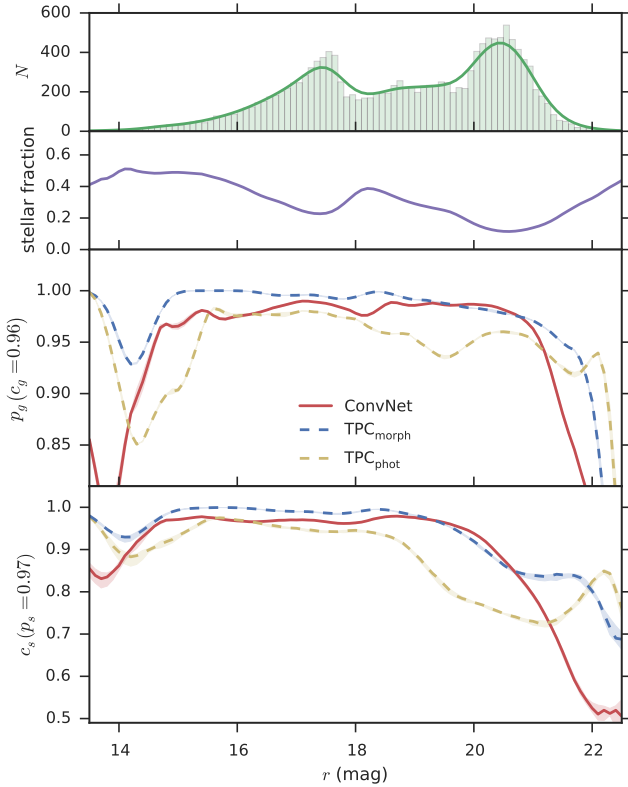 600
400
200
0
N
0.6
0.4
0.2
0.0
stellar fraction
1.00
0.95
0.90
0.85
p_g (c_g = 0.96)
ConvNet
TPC_morph
TPC_phot
1.0
0.9
0.8
0.7
0.6
0.5
c_s (p_s = 0.97)
14 16 18 20 22
r (mag)